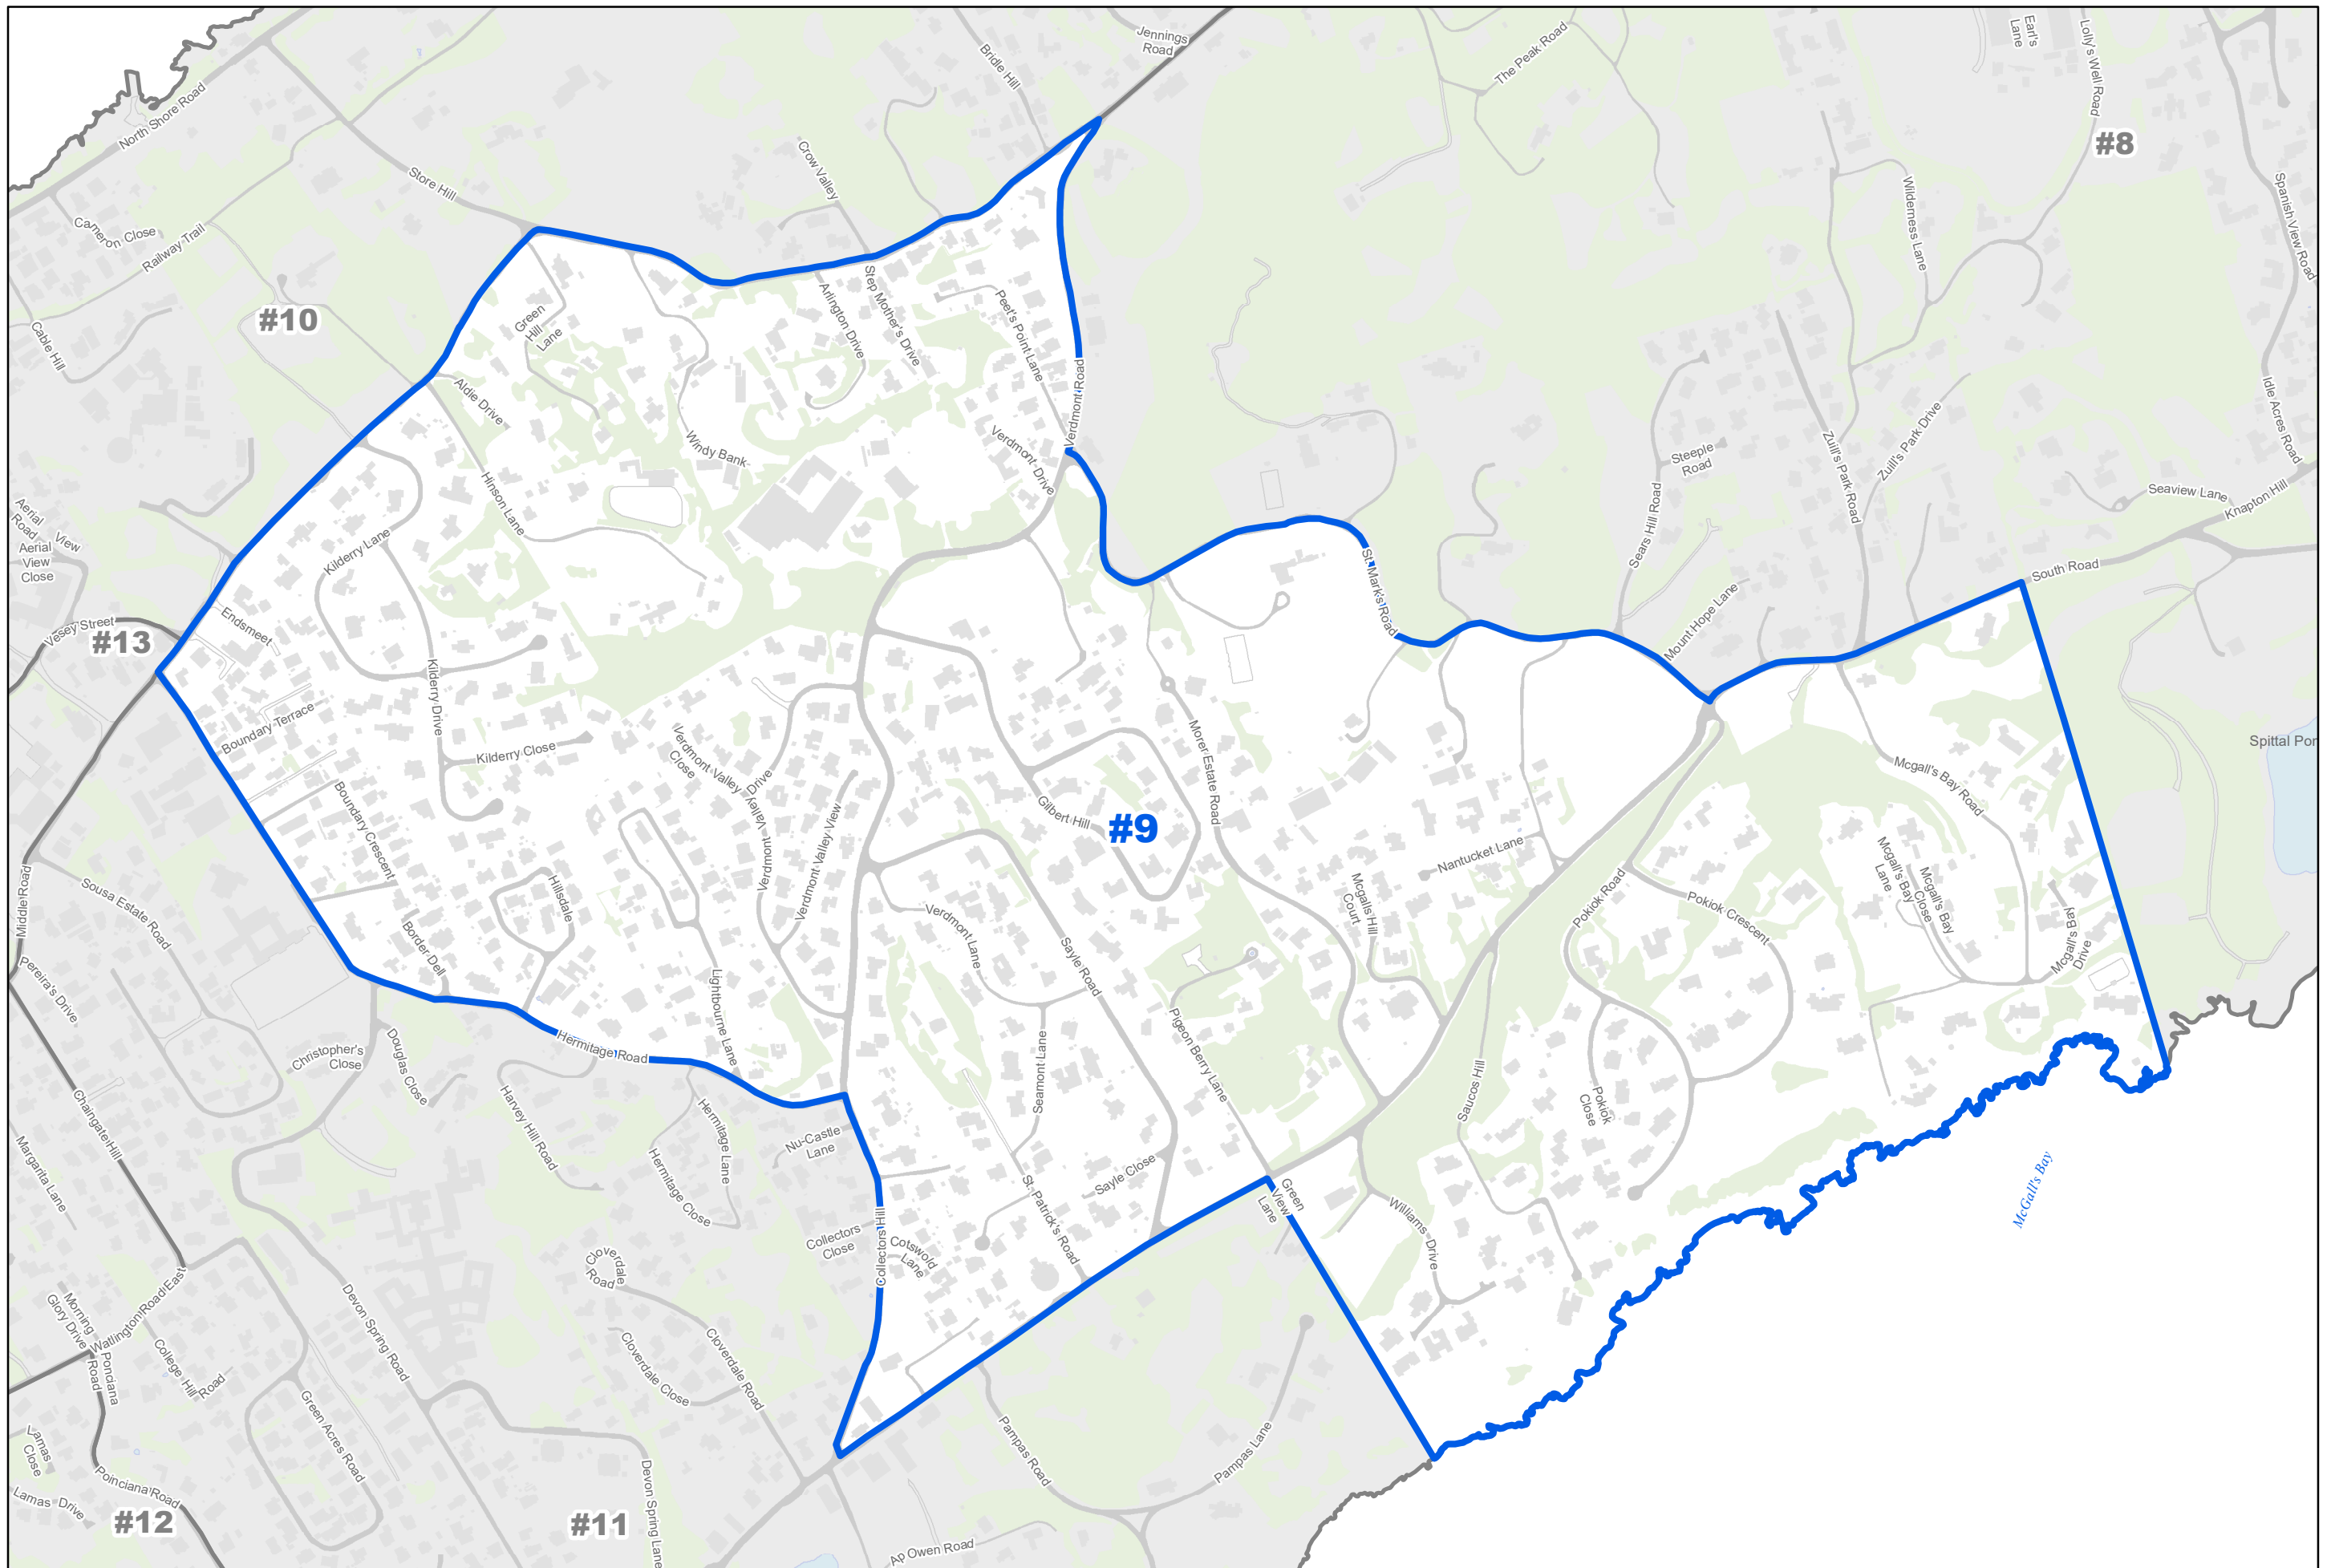 Jennings
Road
Bridle Hill
The Peak Road
Earl's
Lane
Lolly's Well Road
#8
North Shore Road
Store Hill
Crow Valley
Wilderness Lane
Spanish View Road
Cameron Close
Railway Trail
#10
Cable Hill
Green
Hill
Lane
Arlington Drive
Step Mother's Drive
Peet's Point Lane
Verdmont Road
Aldie Drive
Windy Bank
Verdmont Drive
Hinson Lane
Steeple
Road
Sears Hill Road
Zuill's Park Road
Zuill's Park Drive
Idle Acres Road
Seaview Lane
Knapton Hill
South Road
Aerial
Road
View
Aerial
View
Close
Kilderry Lane
St. Mark's Road
Mount Hope Lane
Vesey Street
#13
Endsmeet
Boundary Terrace
Kilderry Drive
Kilderry Close
Verdmont Valley
Close
Drive
Verdmont Valley
Verdmont Valley View
Morer Estate Road
Gilbert Hill
#9
Spittal Pon
Mcgall's Bay Road
Boundary Crescent
Hillsdale
Border Dell
Middle Road
Sousa Estate Road
Pereira's Drive
Verdmont Lane
Sayle Road
Nantucket Lane
Mcgalls Hill
Court
Pokiok Road
Pokiok Crescent
Mcgall's Bay
Lane
Mcgall's Bay
Close
Mcgall's Bay
Drive
Lightbourne Lane
Hermitage Road
Christopher's
Close
Douglas Close
Harvey Hill Road
Hermitage Lane
Hermitage Close
Nu-Castle
Lane
Seamont Lane
Pigeon Berry Lane
Saucos Hill
Pokiok
Close
Chaingate Hill
Margarita Lane
St. Patrick's Road
Sayle Close
Green
View
Lane
Williams Drive
McGall's Bay
Collectors
Close
Collectors Hill
Cotswold
Lane
Cloverdale
Road
Cloverdale Close
Cloverdale Road
Watlington Road East
Morning
Glory Drive
Ponciana
Road
College Hill
Road
Devon Spring Road
Green Acres Road
Lamas
Close
Lamas Drive
Poinciana Road
#12
#11
Devon Spring Lane
Pampas Road
Pampas Lane
Ap Owen Road